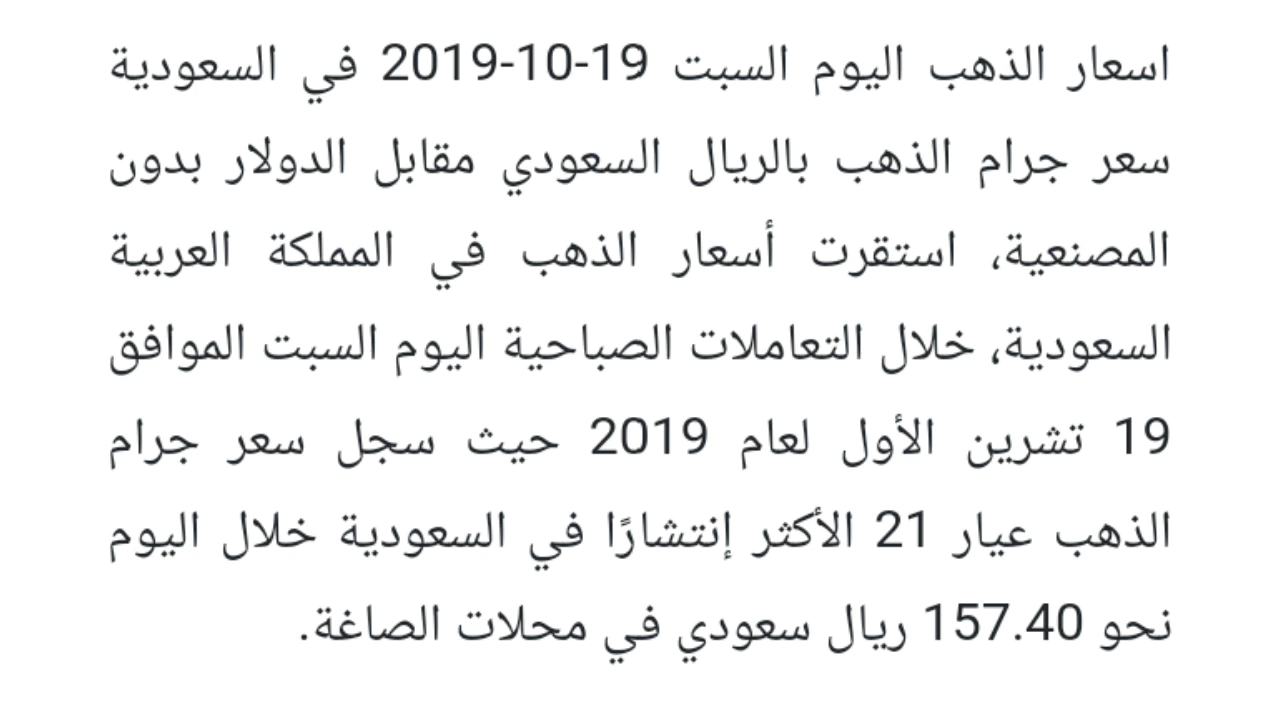 اسعار الذهب اليوم السبت 19-10-2019 في السعودية
سعر جرام الذهب بالريال السعودي مقابل الدولار بدون
المصنعية، استقرت أسعار الذهب في المملكة العربية
السعودية، خلال التعاملات الصباحية اليوم السبت الموافق
19 تشرين الأول لعام 2019 حيث سجل سعر جرام
الذهب عيار 21 الأكثر إنتشارًا في السعودية خلال اليوم
نحو 157.40 ريال سعودي في محلات الصاغة.